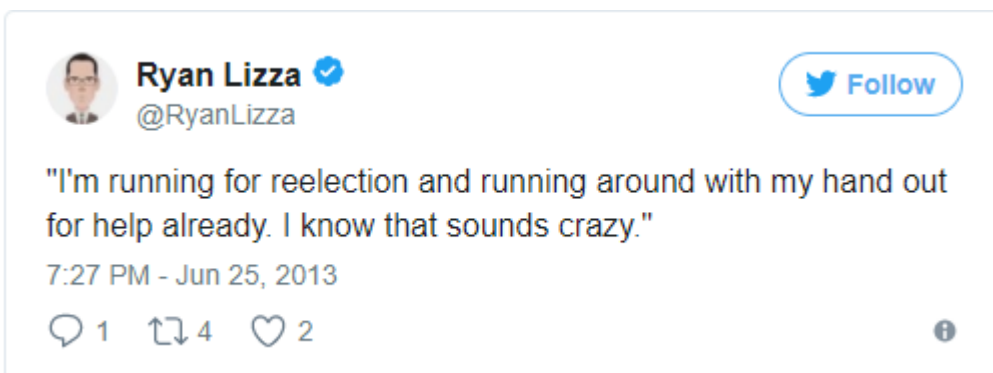 Ryan Lizza
Follow
@RyanLizza
"I'm running for reelection and running around with my hand out
for help already. I know that sounds crazy."
7:27 PM - Jun 25, 2013
1 4 2